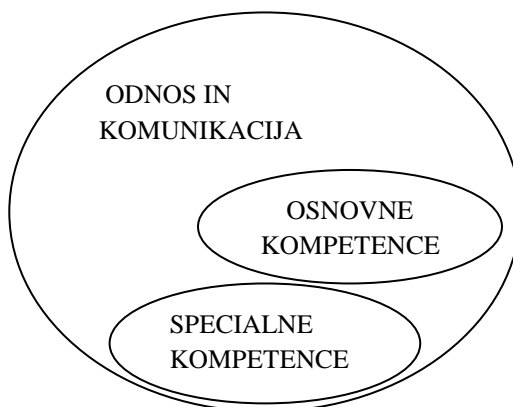 ODNOS IN
KOMUNIKACIJA
OSNOVNE
KOMPETENCE
SPECIALNE
KOMPETENCE